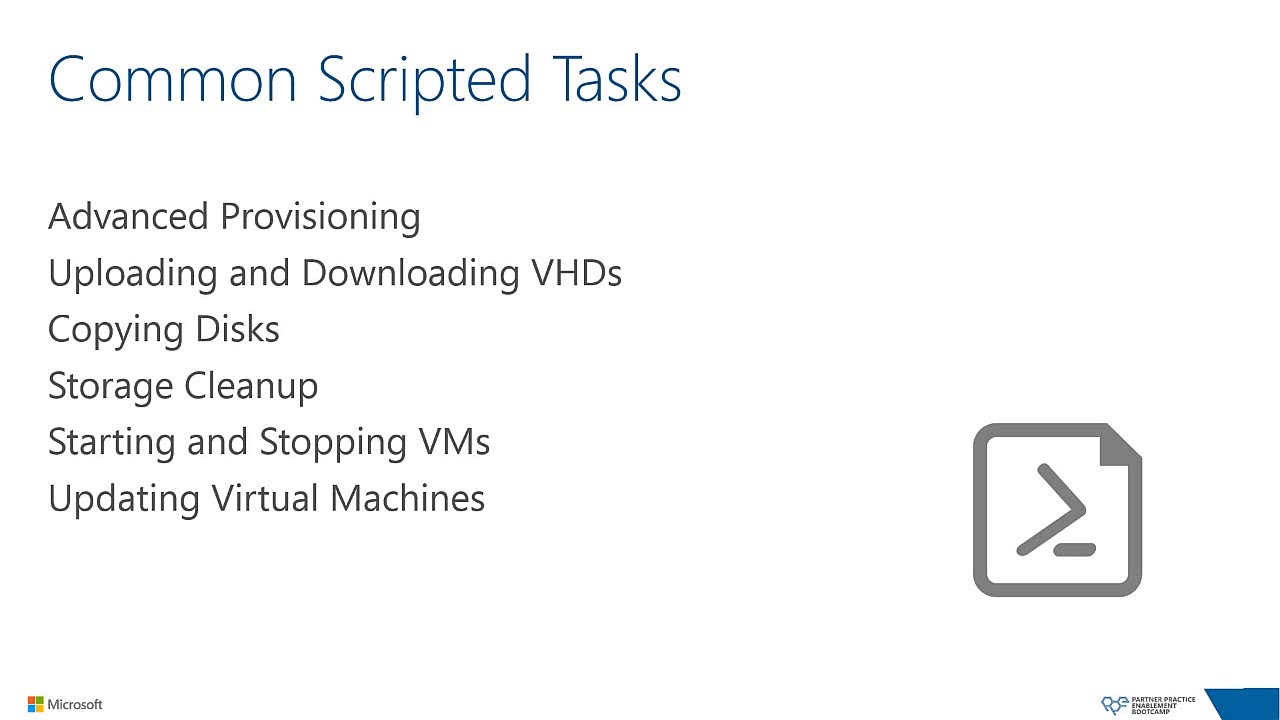 Common Scripted Tasks
Advanced Provisioning
Uploading and Downloading VHDs
Copying Disks
Storage Cleanup
Starting and Stopping VMs
Updating Virtual Machines
Microsoft
PARTNER PRACTICE
ENABLEMENT
BOOTCAMP